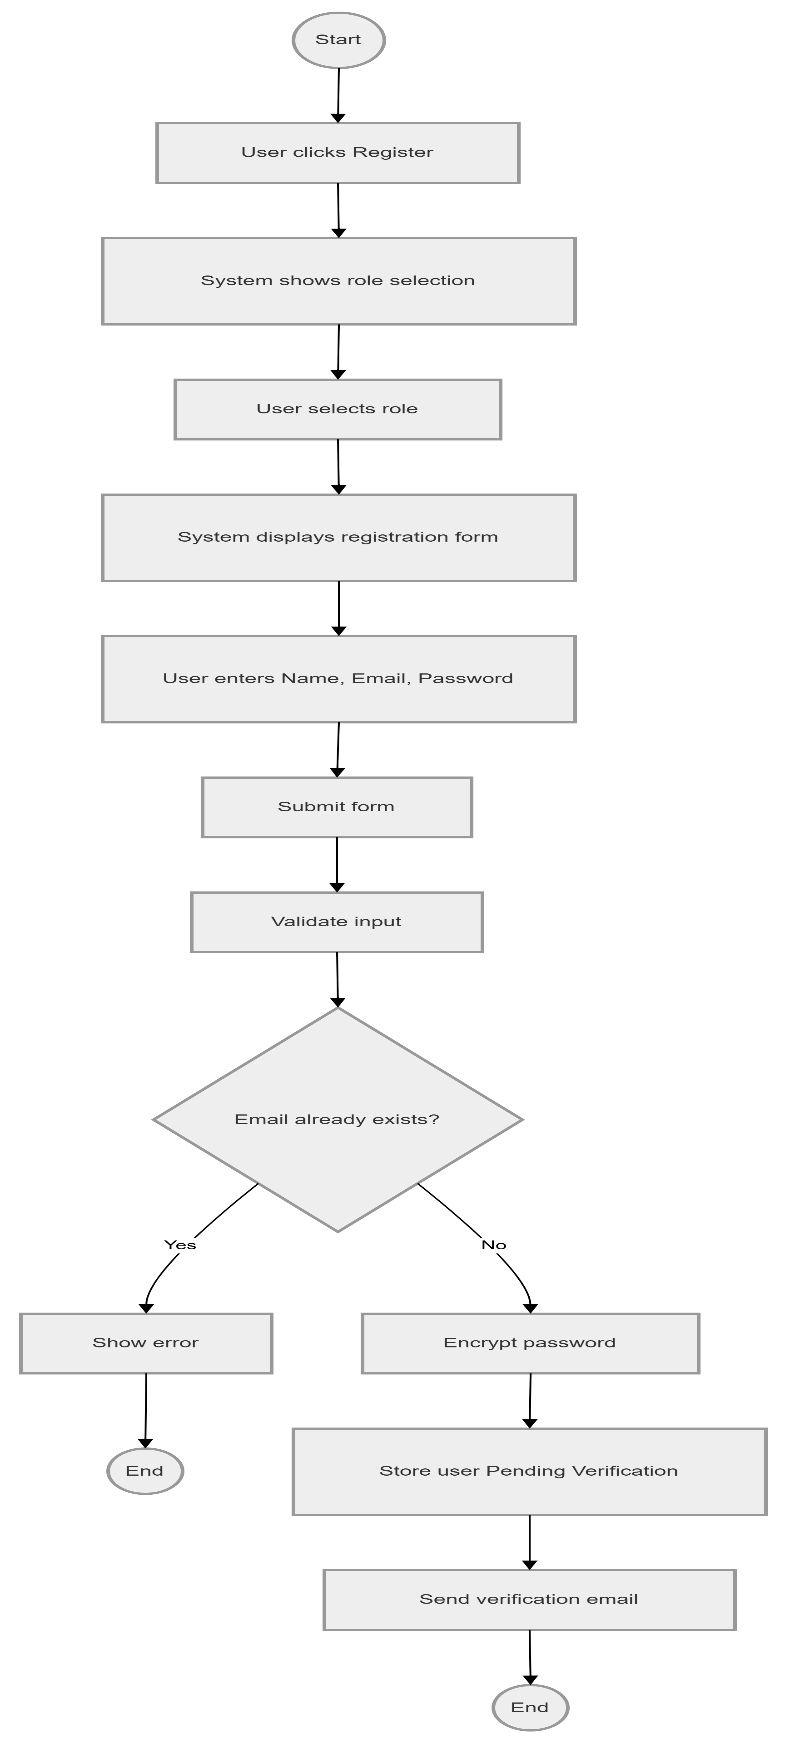 Start
User clicks Register
System shows role selection
User selects role
System displays registration form
User enters Name, Email, Password
Submit form
Validate input
Email already exists?
Yes
No
Show error
Encrypt password
End
Store user Pending Verification
Send verification email
End